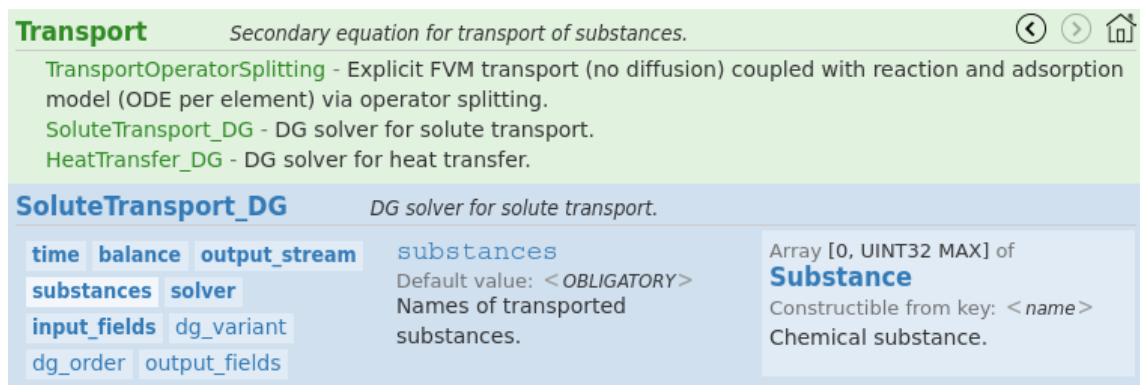 Transport Secondary equation for transport of substances.
TransportOperatorSplitting - Explicit FVM transport (no diffusion) coupled with reaction and adsorption
model (ODE per element) via operator splitting.
SoluteTransport_DG - DG solver for solute transport.
HeatTransfer_DG - DG solver for heat transfer.
SoluteTransport_DG DG solver for solute transport.
time balance output_stream
substances solver
input_fields dg_variant
dg_order output_fields
substances
Default value: <OBLIGATORY>
Names of transported
substances.
Array [0, UINT32 MAX] of
Substance
Constructible from key: <name>
Chemical substance.